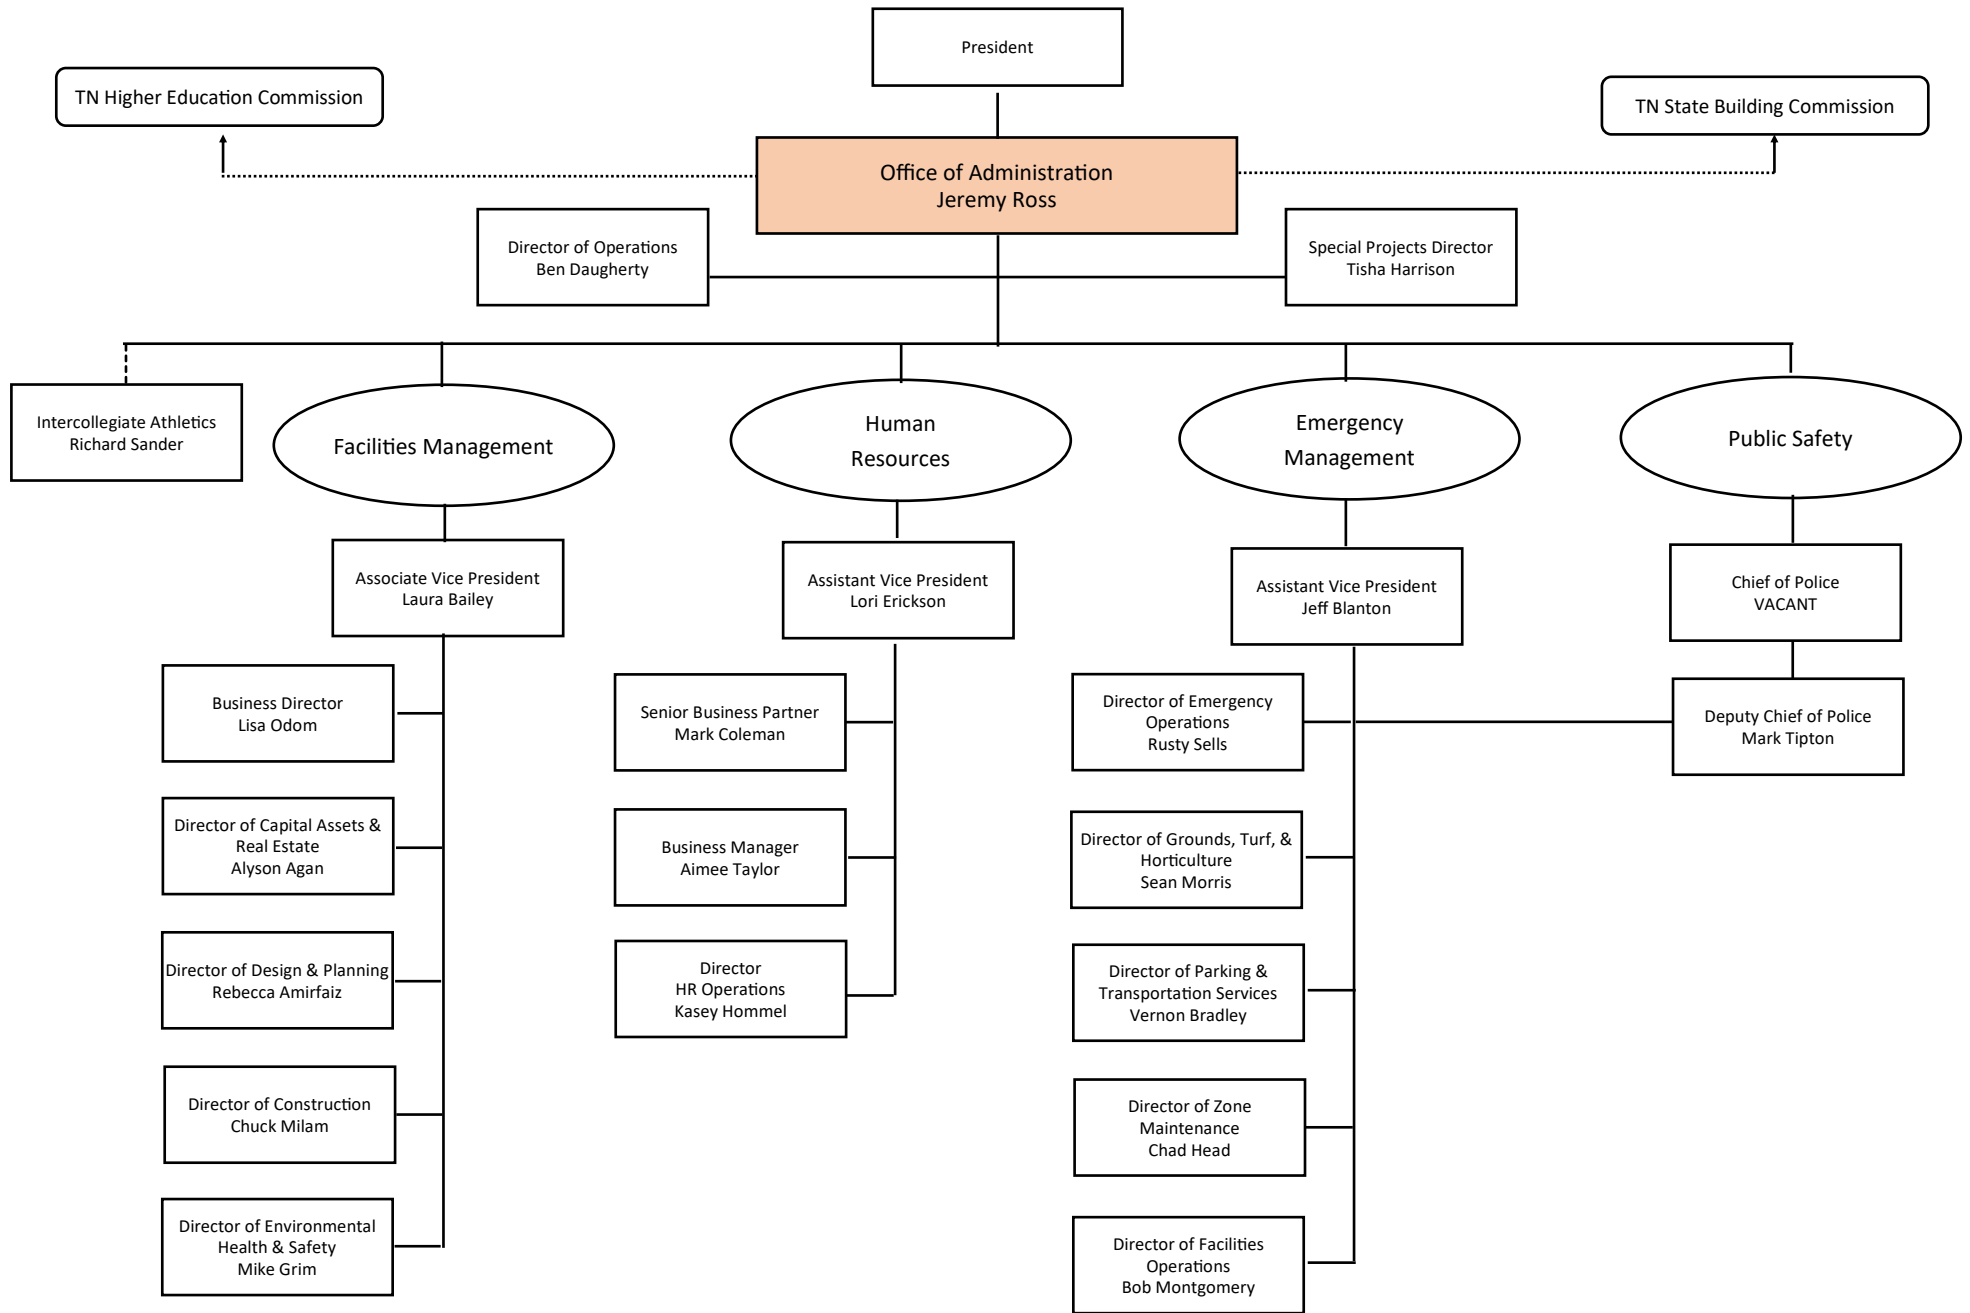 President
TN Higher Education Commission
TN State Building Commission
Office of Administration
Jeremy Ross
Director of Operations
Ben Daugherty
Special Projects Director
Tisha Harrison
Intercollegiate Athletics
Richard Sander
Facilities Management
Human
Resources
Emergency
Management
Public Safety
Associate Vice President
Laura Bailey
Assistant Vice President
Lori Erickson
Assistant Vice President
Jeff Blanton
Chief of Police
VACANT
Business Director
Lisa Odom
Senior Business Partner
Mark Coleman
Director of Emergency
Operations
Rusty Sells
Deputy Chief of Police
Mark Tipton
Director of Capital Assets &
Real Estate
Alyson Agan
Business Manager
Aimee Taylor
Director of Grounds, Turf, &
Horticulture
Sean Morris
Director of Design & Planning
Rebecca Amirfaiz
Director
HR Operations
Kasey Hommel
Director of Parking &
Transportation Services
Vernon Bradley
Director of Construction
Chuck Milam
Director of Zone
Maintenance
Chad Head
Director of Environmental
Health & Safety
Mike Grim
Director of Facilities
Operations
Bob Montgomery